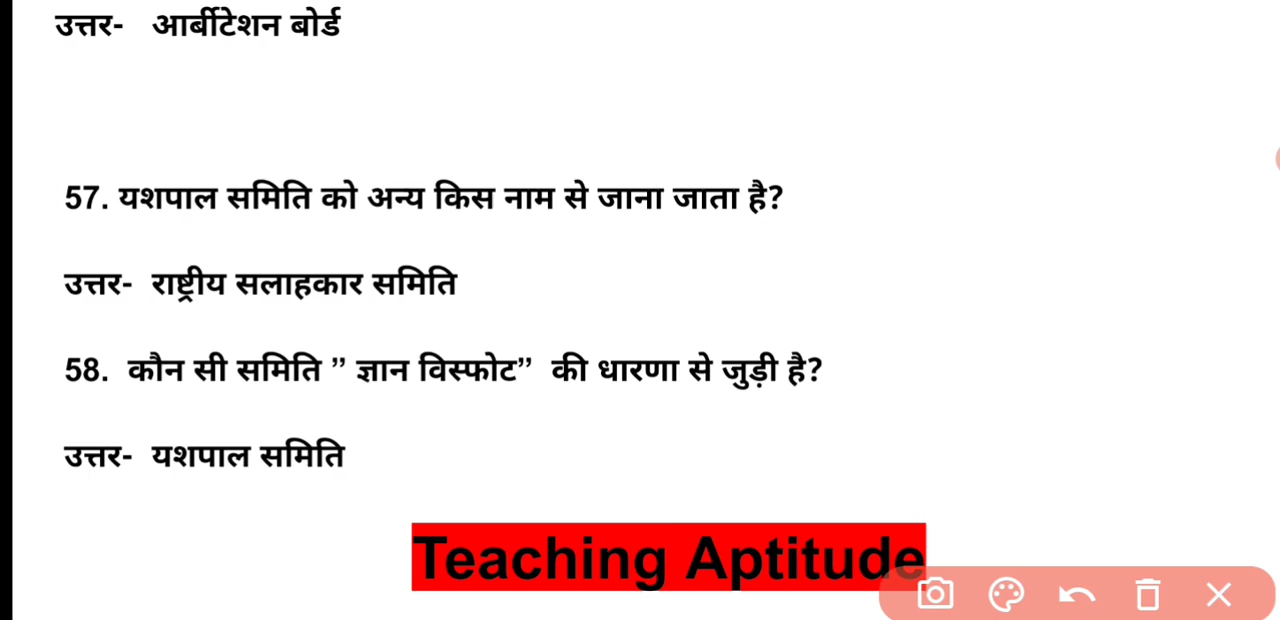 उत्तर- आर्बीटेशन बोर्ड
57. यशपाल समिति को अन्य किस नाम से जाना जाता है?
उत्तर- राष्ट्रीय सलाहकार समिति
58. कौन सी समिति ” ज्ञान विस्फोट” की धारणा से जुड़ी है?
उत्तर- यशपाल समिति
Teaching Aptitude